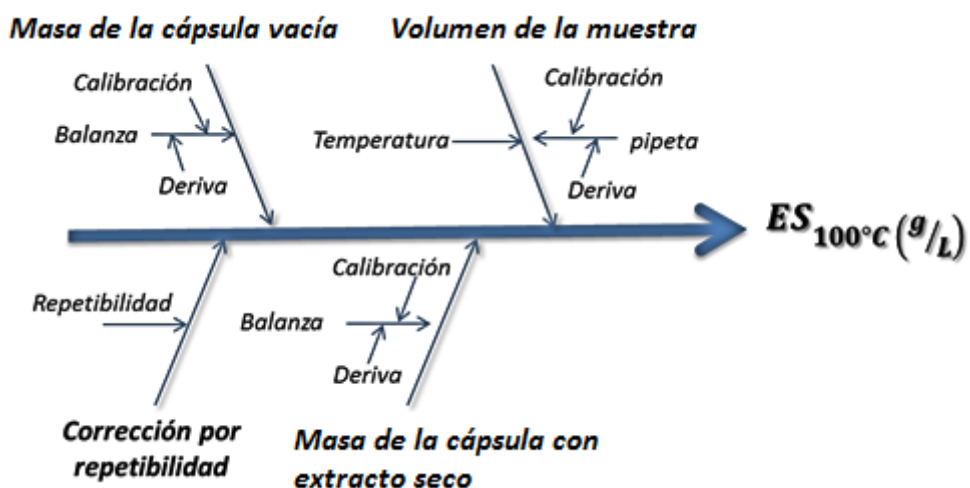 Masa de la cápsula vacía
Volumen de la muestra
Calibración
Balanza
Deriva
Calibración
Temperatura
pipeta
Deriva
ES100°C (g/L)
Repetibilidad
Calibración
Balanza
Deriva
Corrección por
repetibilidad
Masa de la cápsula con
extracto seco